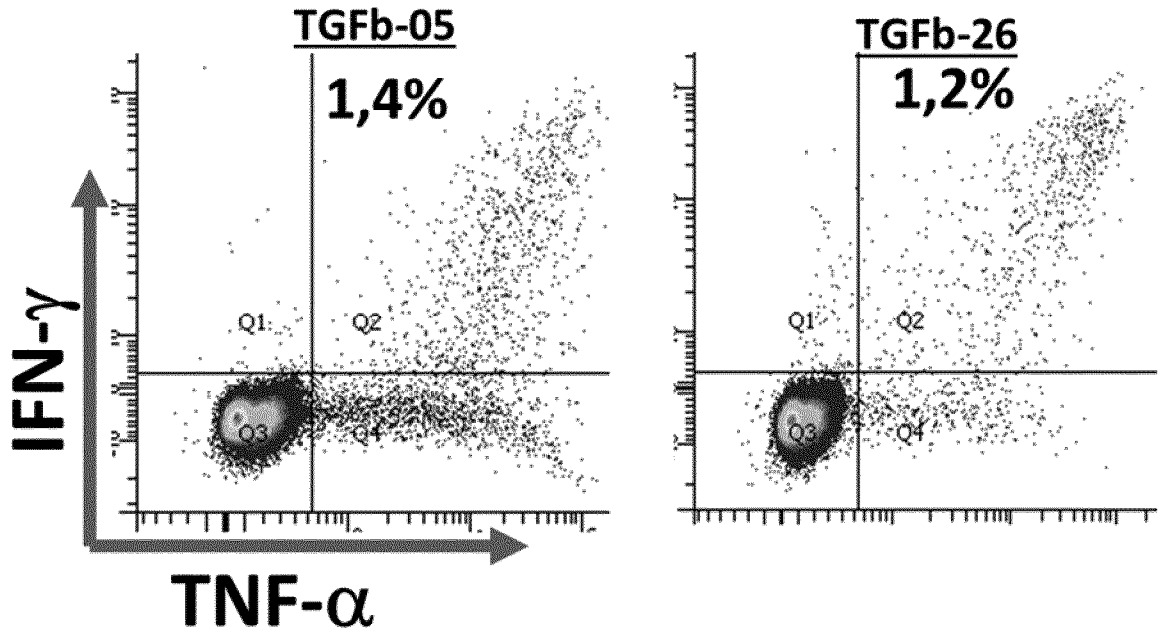 TGFb-05
1,4%
TGFb-26
1,2%
IFN-γ
Q1
Q2
Q3
Q4
Q1
Q2
Q3
Q4
TNF-α